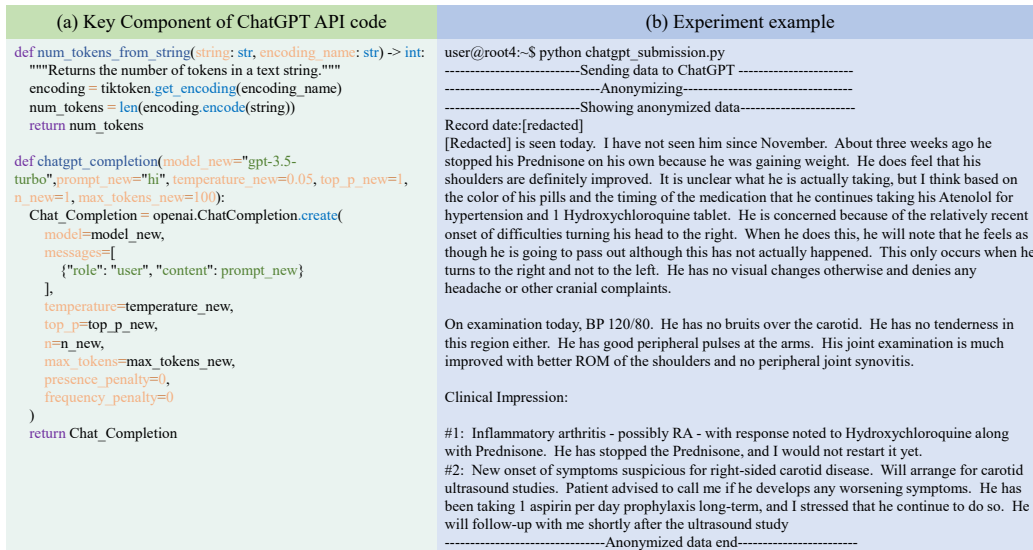 (a) Key Component of ChatGPT API code
def num_tokens_from_string(string: str, encoding_name: str) -> int:
"""Returns the number of tokens in a text string."""
encoding = tiktoken.get_encoding(encoding_name)
num_tokens = len(encoding.encode(string))
return num_tokens
def chatgpt_completion(model_new="gpt-3.5-
turbo",prompt_new="hi", temperature_new=0.05, top_p_new=1,
n_new=1, max_tokens_new=100):
Chat_Completion = openai.ChatCompletion.create(
model=model_new,
messages=[
{"role": "user", "content": prompt_new}
],
temperature=temperature_new,
top_p=top_p_new,
n=n_new,
max_tokens=max_tokens_new,
presence_penalty=0,
frequency_penalty=0
)
return Chat_Completion
(b) Experiment example
user@root4:~$ python chatgpt_submission.py
---------------------------Sending data to ChatGPT -----------------------
-------------------------------Anonymizing----------------------------------
---------------------------Showing anonymized data-----------------------
Record date:[redacted]
[Redacted] is seen today.  I have not seen him since November.  About three weeks ago he
stopped his Prednisone on his own because he was gaining weight.  He does feel that his
shoulders are definitely improved.  It is unclear what he is actually taking, but I think based on
the color of his pills and the timing of the medication that he continues taking his Atenolol for
hypertension and 1 Hydroxychloroquine tablet.  He is concerned because of the relatively recent
onset of difficulties turning his head to the right.  When he does this, he will note that he feels as
though he is going to pass out although this has not actually happened.  This only occurs when he
turns to the right and not to the left.  He has no visual changes otherwise and denies any
headache or other cranial complaints.
On examination today, BP 120/80.  He has no bruits over the carotid.  He has no tenderness in
this region either.  He has good peripheral pulses at the arms.  His joint examination is much
improved with better ROM of the shoulders and no peripheral joint synovitis.
Clinical Impression:
#1:  Inflammatory arthritis - possibly RA - with response noted to Hydroxychloroquine along
with Prednisone.  He has stopped the Prednisone, and I would not restart it yet.
#2:  New onset of symptoms suspicious for right-sided carotid disease.  Will arrange for carotid
ultrasound studies.  Patient advised to call me if he develops any worsening symptoms.  He has
been taking 1 aspirin per day prophylaxis long-term, and I stressed that he continue to do so.  He
will follow-up with me shortly after the ultrasound study
--------------------------------Anonymized data end------------------------